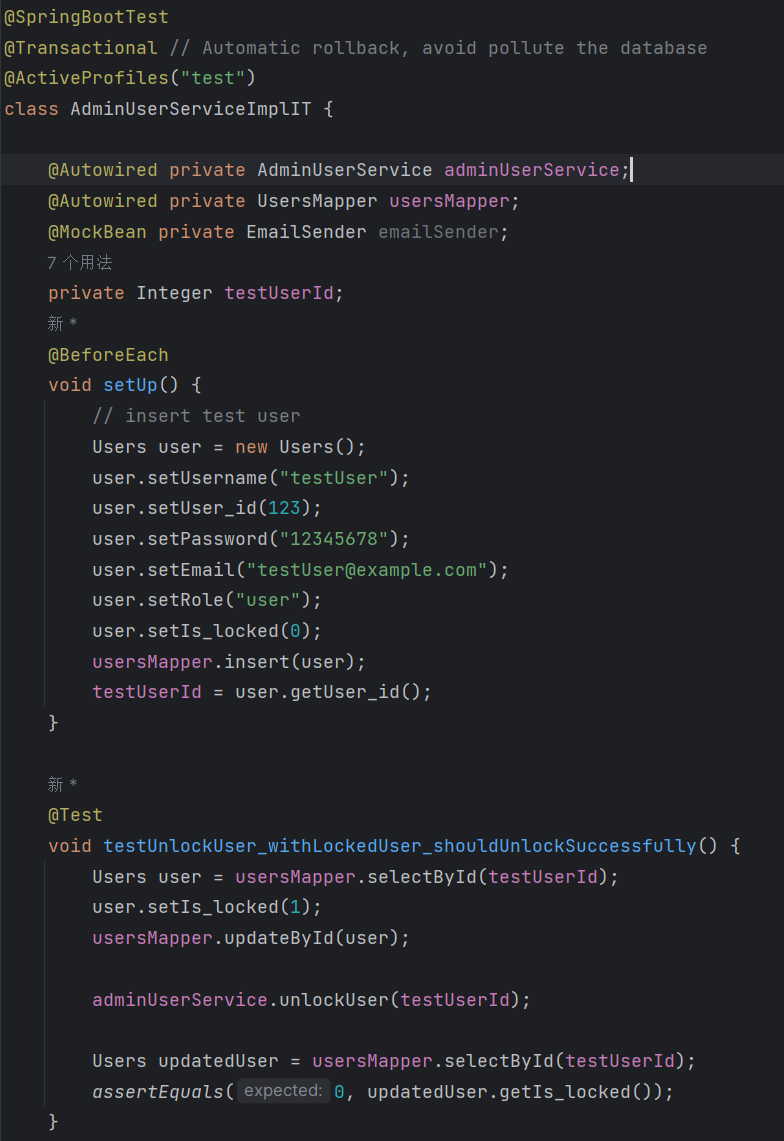 @SpringBootTest
@Transactional // Automatic rollback, avoid pollute the database
@ActiveProfiles("test")
class AdminUserServiceImplIT {
@Autowired private AdminUserService adminUserService;
@Autowired private UsersMapper usersMapper;
@MockBean private EmailSender emailSender;
7 个用法
private Integer testUserId;
新 *
@BeforeEach
void setUp() {
// insert test user
Users user = new Users();
user.setUsername("testUser");
user.setUser_id(123);
user.setPassword("12345678");
user.setEmail("testUser@example.com");
user.setRole("user");
user.setIs_locked(0);
usersMapper.insert(user);
testUserId = user.getUser_id();
}
新 *
@Test
void testUnlockUser_withLockedUser_shouldUnlockSuccessfully() {
Users user = usersMapper.selectById(testUserId);
user.setIs_locked(1);
usersMapper.updateById(user);
adminUserService.unlockUser(testUserId);
Users updatedUser = usersMapper.selectById(testUserId);
assertEquals( expected: 0, updatedUser.getIs_locked());
}